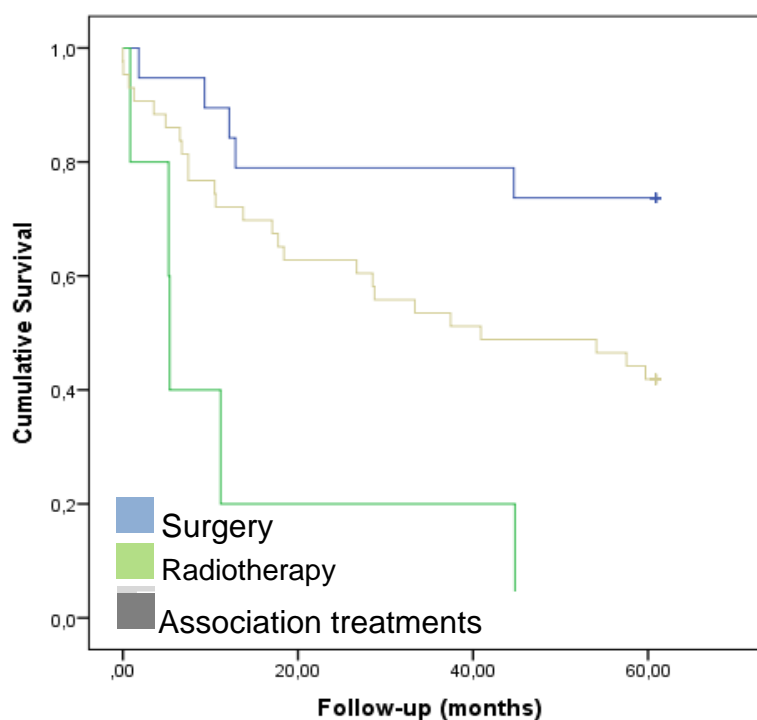 1,0
0,8
0,6
0,4
0,2
0,0
Cumulative Survival
Surgery
Radiotherapy
Association treatments
,00 20,00 40,00 60,00
Follow-up (months)